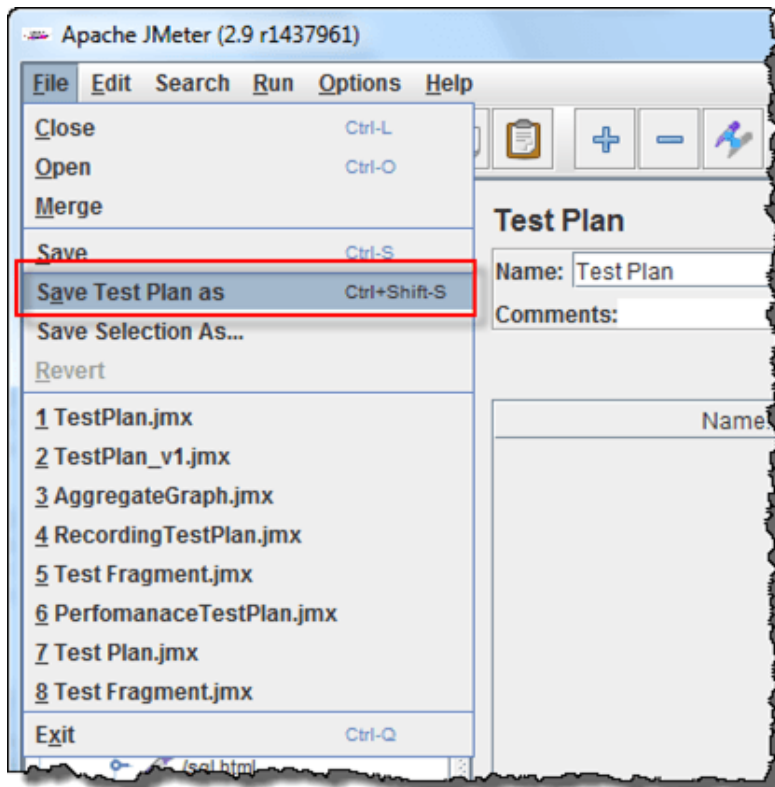 Apache JMeter (2.9 r1437961)
File Edit Search Run Options Help
Close Ctrl-L
Open Ctrl-O
Merge
Save Ctrl-S
Save Test Plan as Ctrl+Shift-S
Save Selection As...
Revert
1 TestPlan.jmx
2 TestPlan_v1.jmx
3 AggregateGraph.jmx
4 RecordingTestPlan.jmx
5 Test Fragment.jmx
6 PerfomanaceTestPlan.jmx
7 Test Plan.jmx
8 Test Fragment.jmx
Exit Ctrl-Q
/sql.html
Test Plan
Name: Test Plan
Comments:
Name: